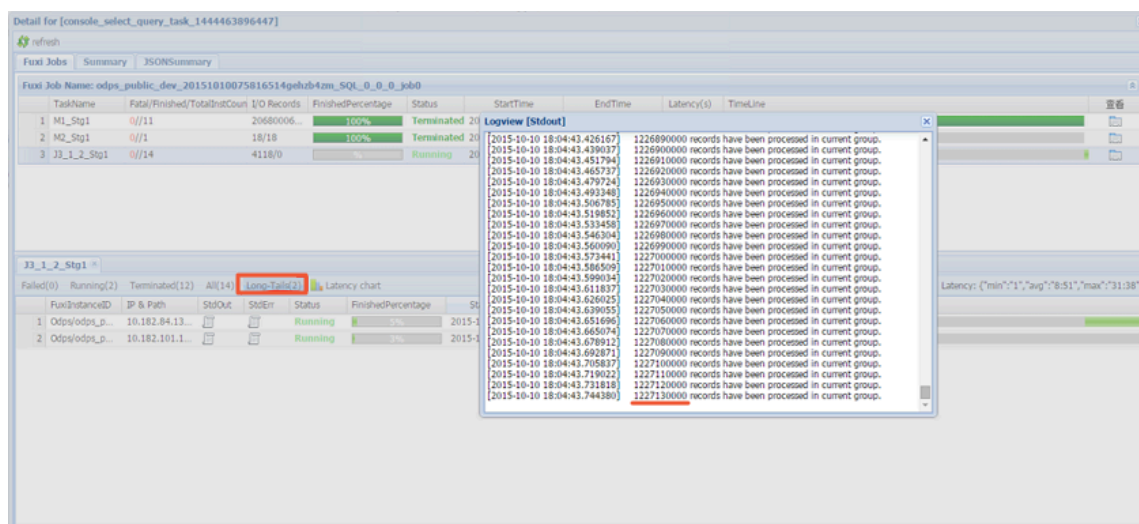 Detail for [console_select_query_task_1444463896447]
refresh
Fuxi Jobs Summary JSONSummary
Fuxi Job Name: odps_public_dev_20151010075816514gehzb4zm_SQL_0_0_0_job0
TaskName Fatal/Finished/TotalInstCoun I/O Records FinishedPercentage Status StartTime EndTime Latency(s) TimeLine 查看
1 M1_Stg1 0//11 20680006... 100% Terminated 20
2 M2_Stg1 0//1 18/18 100% Terminated 20
3 J3_1_2_Stg1 0//14 4118/0 % Running 20
Logview [Stdout]
[2015-10-10 18:04:43.426167] 1226890000 records have been processed in current group.
[2015-10-10 18:04:43.439037] 1226900000 records have been processed in current group.
[2015-10-10 18:04:43.451794] 1226910000 records have been processed in current group.
[2015-10-10 18:04:43.465737] 1226920000 records have been processed in current group.
[2015-10-10 18:04:43.479724] 1226930000 records have been processed in current group.
[2015-10-10 18:04:43.493348] 1226940000 records have been processed in current group.
[2015-10-10 18:04:43.506785] 1226950000 records have been processed in current group.
[2015-10-10 18:04:43.519852] 1226960000 records have been processed in current group.
[2015-10-10 18:04:43.533458] 1226970000 records have been processed in current group.
[2015-10-10 18:04:43.546304] 1226980000 records have been processed in current group.
[2015-10-10 18:04:43.560090] 1226990000 records have been processed in current group.
[2015-10-10 18:04:43.573441] 1227000000 records have been processed in current group.
[2015-10-10 18:04:43.586509] 1227010000 records have been processed in current group.
[2015-10-10 18:04:43.599034] 1227020000 records have been processed in current group.
[2015-10-10 18:04:43.611837] 1227030000 records have been processed in current group.
[2015-10-10 18:04:43.626025] 1227040000 records have been processed in current group.
[2015-10-10 18:04:43.639055] 1227050000 records have been processed in current group.
[2015-10-10 18:04:43.651696] 1227060000 records have been processed in current group.
[2015-10-10 18:04:43.665074] 1227070000 records have been processed in current group.
[2015-10-10 18:04:43.678912] 1227080000 records have been processed in current group.
[2015-10-10 18:04:43.692871] 1227090000 records have been processed in current group.
[2015-10-10 18:04:43.705837] 1227100000 records have been processed in current group.
[2015-10-10 18:04:43.719022] 1227110000 records have been processed in current group.
[2015-10-10 18:04:43.731818] 1227120000 records have been processed in current group.
[2015-10-10 18:04:43.744380] 1227130000 records have been processed in current group.
J3_1_2_Stg1
Failed(0) Running(2) Terminated(12) All(14) Long-Tails(2) Latency chart Latency: {"min":"1","avg":"8:51","max":"31:38"
FuxiInstanceID IP & Path StdOut StdErr Status FinishedPercentage St
1 Odps/odps_p... 10.182.84.13... Running 5% 2015-1
2 Odps/odps_p... 10.182.101.1... Running 3% 2015-1